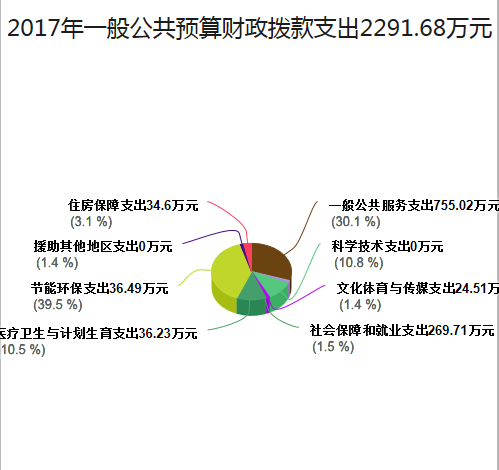 2017年一般公共预算财政拨款支出2291.68万元
住房保障支出34.6万元
(3.1 %)
一般公共服务支出755.02万元
(30.1 %)
援助其他地区支出0万元
(1.4 %)
科学技术支出0万元
(10.8 %)
节能环保支出36.49万元
(39.5 %)
文化体育与传媒支出24.51万
(1.4 %)
医疗卫生与计划生育支出36.23万元
(10.5 %)
社会保障和就业支出269.71万元
(1.5 %)